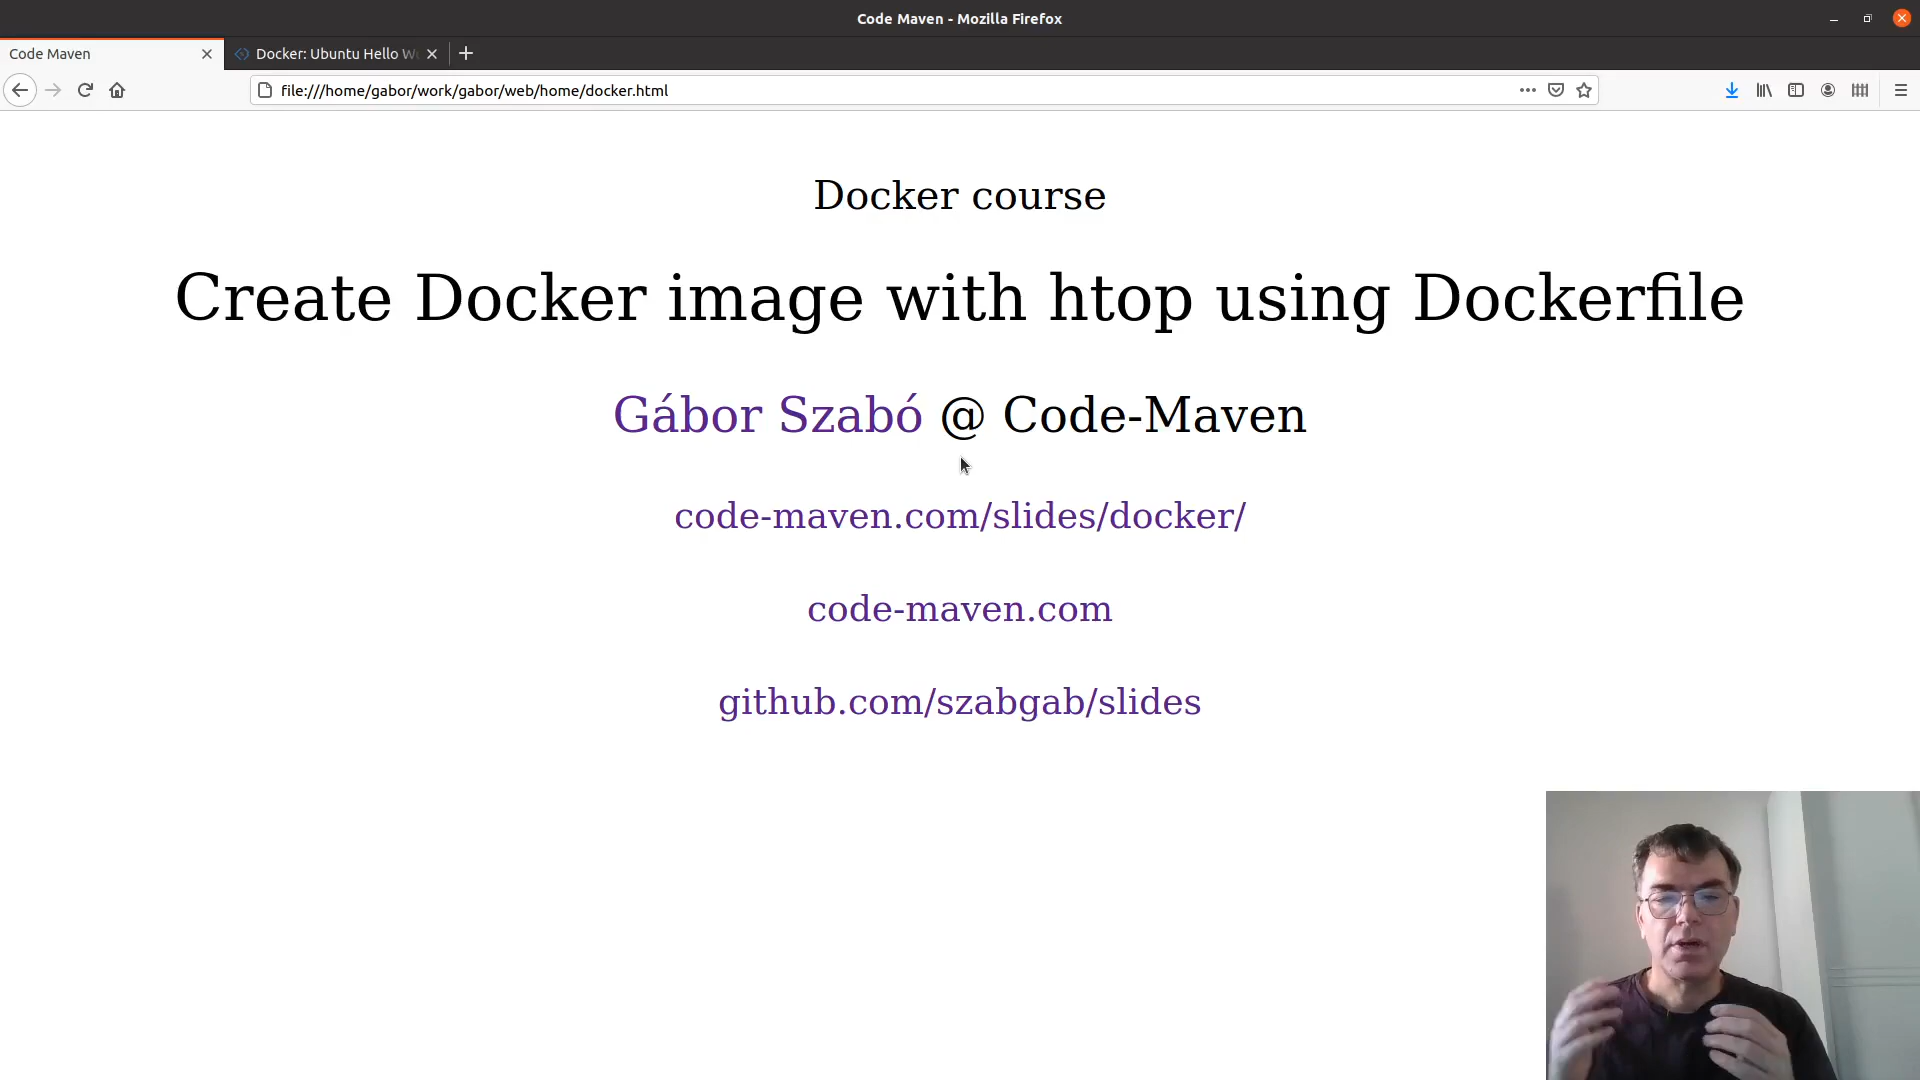 Code Maven - Mozilla Firefox
Code Maven
Docker: Ubuntu Hello W
file:///home/gabor/work/gabor/web/home/docker.html
Docker course
Create Docker image with htop using Dockerfile
Gábor Szabó @ Code-Maven
code-maven.com/slides/docker/
code-maven.com
github.com/szabgab/slides